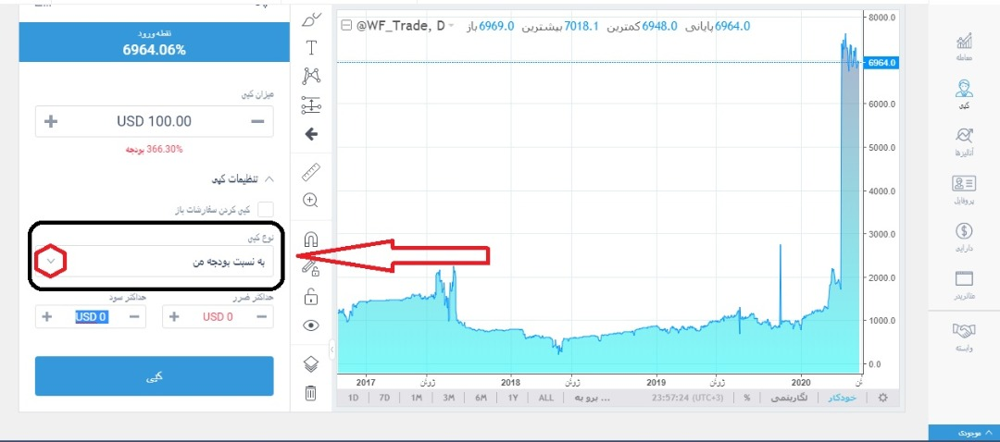 نقطه ورود
6964.06%
میزان کپی
USD 100.00
366.30% بودجه
تنظیمات کپی
کپی کردن سفارشات باز
نوع کپی
به نسبت بودجه من
حداکثر ضرر
حداکثر سود
USD 0
USD 0
کپی
@WF_Trade, D
باز 6969.0 بیشترین 7018.1 کمترین 6948.0 پایانی 6964.0
8000.0
6964.0
6000.0
5000.0
4000.0
3000.0
2000.0
1000.0
0.0
2017
ژوئن
2018
ژوئن
2019
ژوئن
2020
1D 7D 1M 3M 6M 1Y ALL
برو به ...
23:57:24 (UTC+3)
%
لگاریتمی
خودکار
معامله
کپی
آنالیزها
پروفایل
دارایی
متاتریدر
وابسته
موجودی